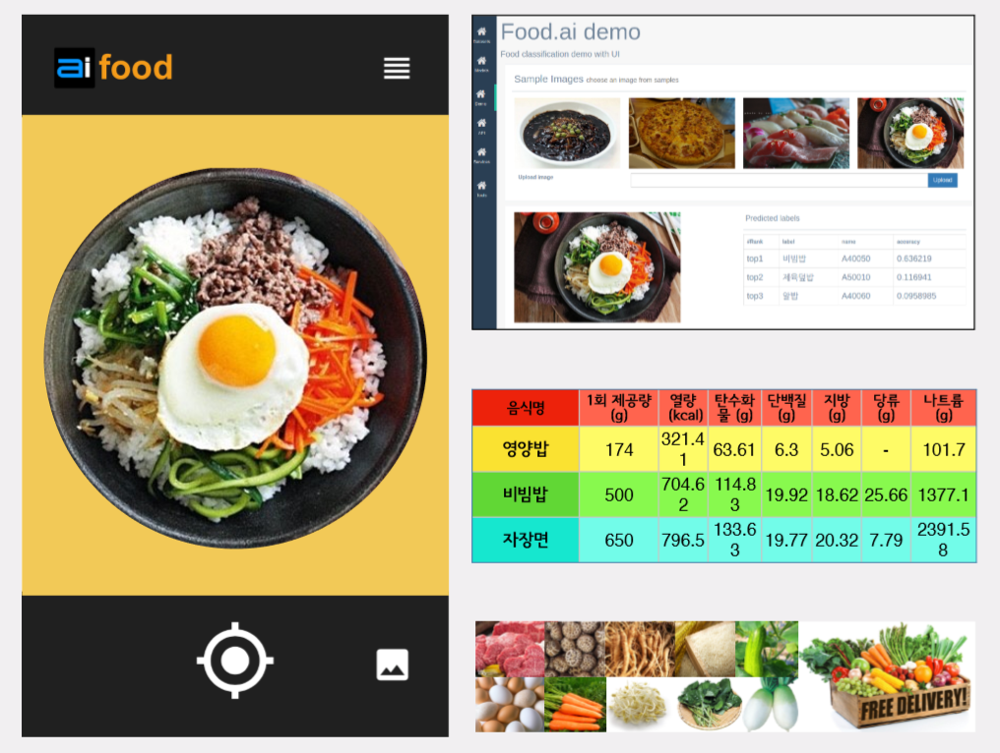 ai food
Food.ai demo
Food classification demo with UI
Sample Images choose an image from samples
Datasets
Models
Demo
API
Services
Tools
Upload image
Upload
Predicted labels
#Rank label name accuracy
top1 비빔밥 A40050 0.636219
top2 제육덮밥 A50010 0.116941
top3 알밥 A40060 0.0958985
음식명 1회 제공량 (g) 열량 (kcal) 탄수화물 (g) 단백질 (g) 지방 (g) 당류 (g) 나트륨 (g)
영양밥 174 321.41 63.61 6.3 5.06 - 101.7
비빔밥 500 704.62 114.83 19.92 18.62 25.66 1377.1
자장면 650 796.5 133.63 19.77 20.32 7.79 2391.58
FREE DELIVERY!